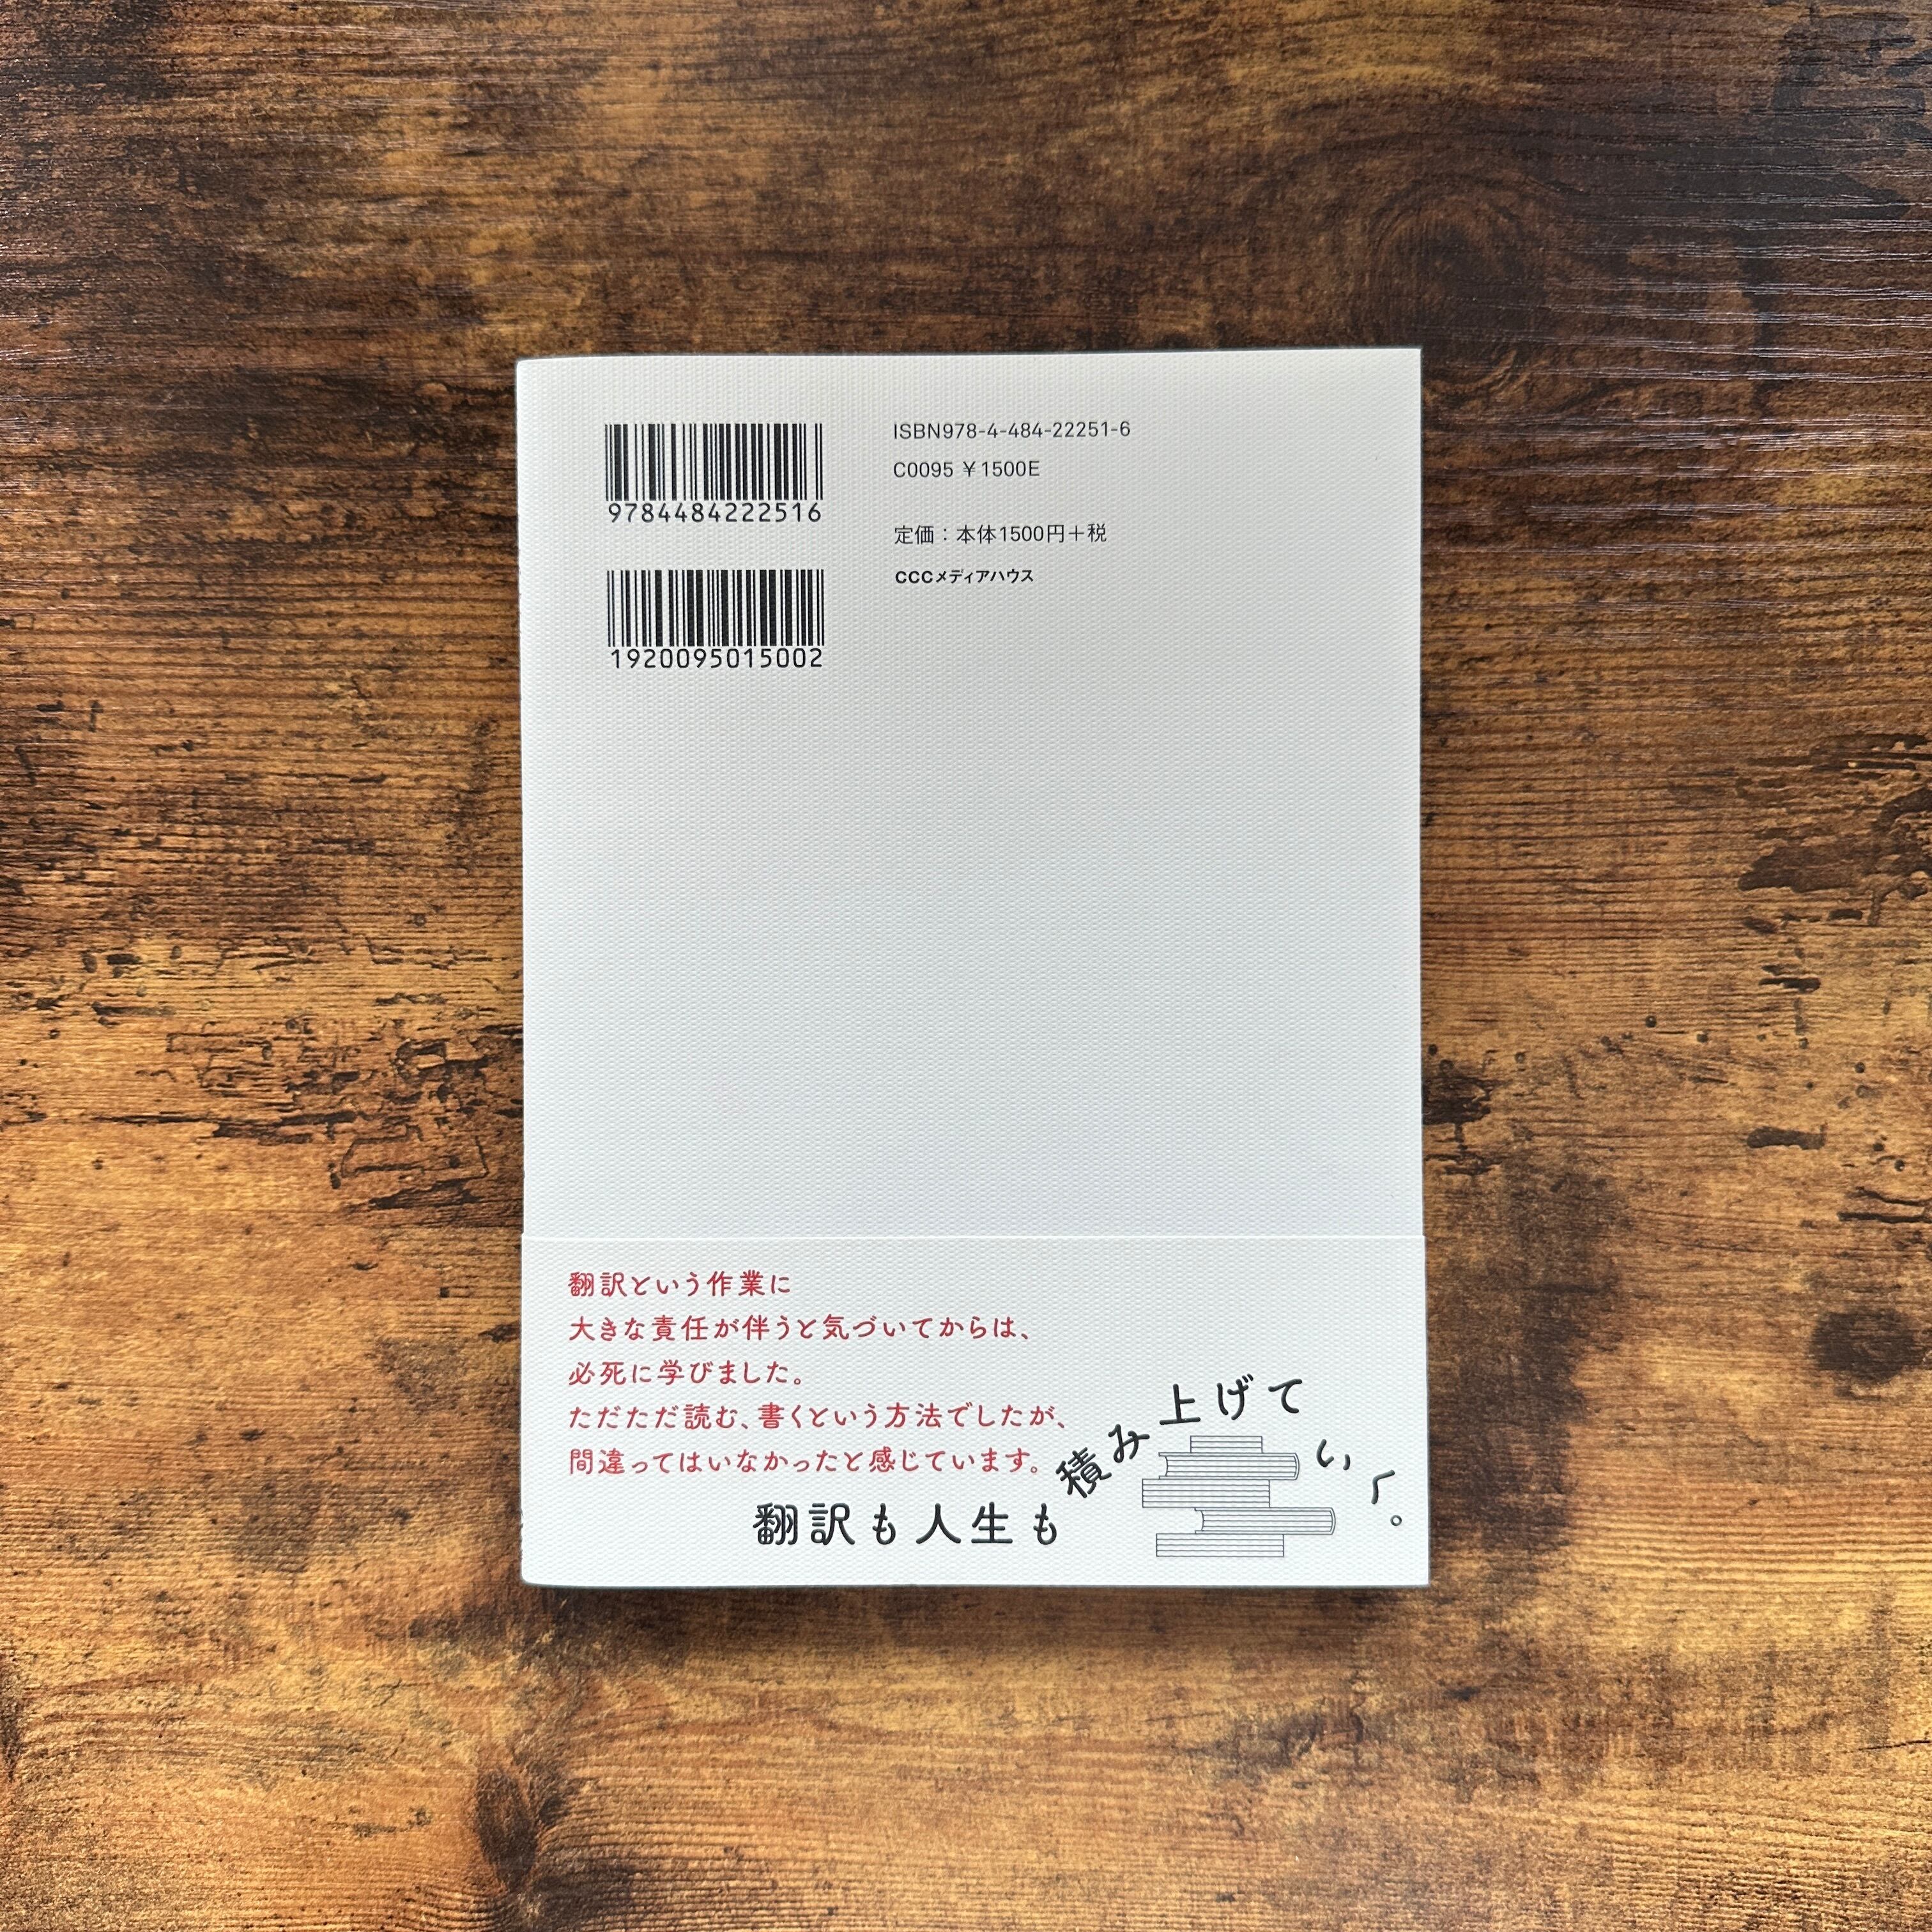 9784484222516
1920095015002
ISBN978-4-484-22251-6
C0095 ¥1500E
定価：本体1500円＋税
CCCメディアハウス
翻訳という作業に
大きな責任が伴うと気づいてからは、
必死に学びました。
ただただ読む、書くという方法でしたが、
間違ってはいなかったと感じています。
翻訳も人生も積み上げていく。